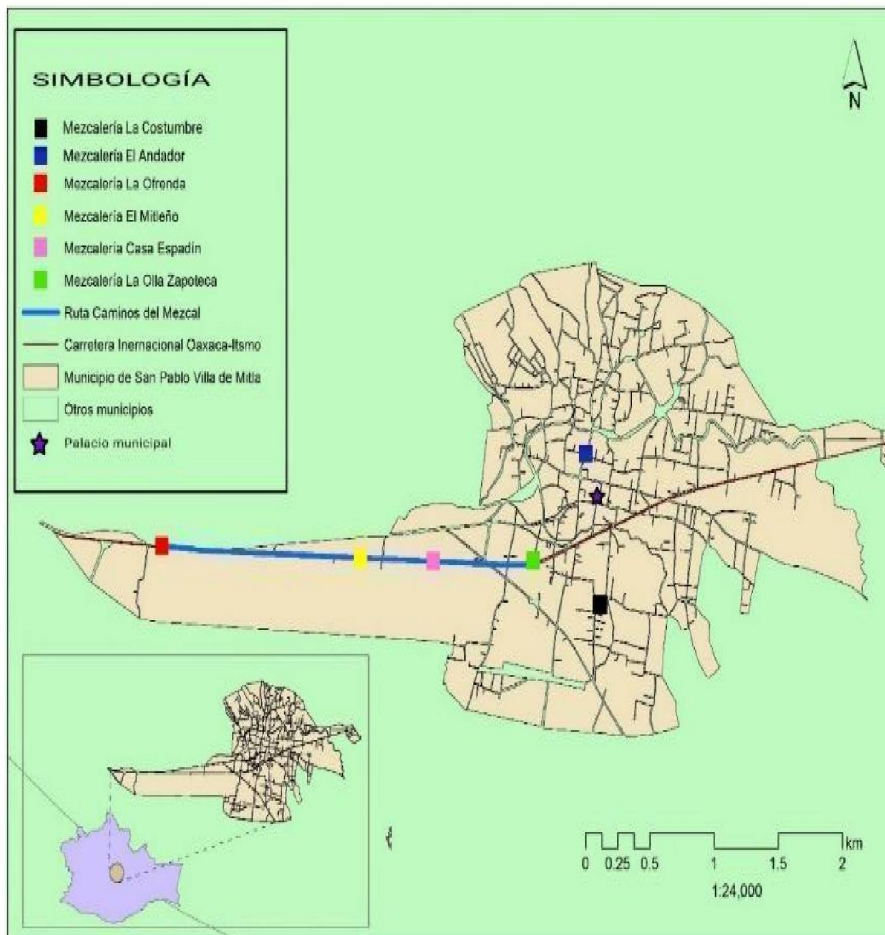 SIMBOLOGÍA
Mezcalería La Costumbre
Mezcalería El Andador
Mezcalería La Ofrenda
Mezcalería El Mitleño
Mezcalería Casa Espadín
Mezcalería La Olla Zapoteca
Ruta Caminos del Mezcal
Carretera Inernacional Oaxaca-Itsmo
Municipio de San Pablo Villa de Mitla
Otros municipios
Palacio municipal
N
km
0 0.25 0.5 1 1.5 2
1:24,000